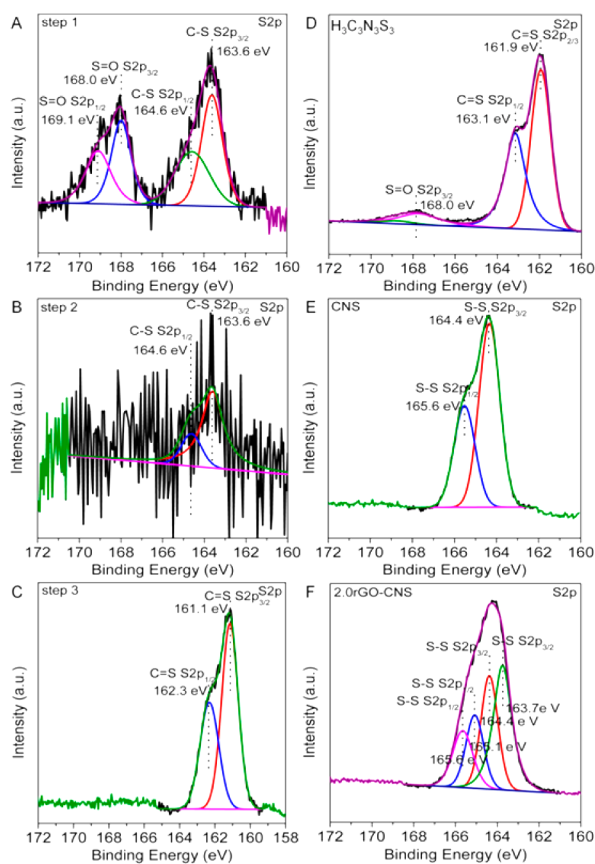 A
step 1
S2p
C-S S2p3/2
163.6 eV
S=O S2p3/2
168.0 eV
S=O S2p1/2
169.1 eV
C-S S2p1/2
164.6 eV
Intensity (a.u.)
172 170 168 166 164 162 160
Binding Energy (eV)
B
step 2
C-S S2p3/2
S2p
163.6 eV
C-S S2p1/2
164.6 eV
Intensity (a.u.)
172 170 168 166 164 162 160
Binding Energy (eV)
C
step 3
C=S S2p3/2
S2p
161.1 eV
C=S S2p1/2
162.3 eV
Intensity (a.u.)
172 170 168 166 164 162 160 158
Binding Energy (eV)
D
H3C3N3S3
S2p
C=S S2p2/3
161.9 eV
C=S S2p1/2
163.1 eV
S=O S2p3/2
168.0 eV
Intensity (a.u.)
172 170 168 166 164 162 160
Binding Energy (eV)
E
CNS
S-S S2p3/2
S2p
164.4 eV
S-S S2p1/2
165.6 eV
Intensity (a.u.)
172 170 168 166 164 162 160
Binding Energy (eV)
F
2.0rGO-CNS
S2p
S-S S2p3/2
S-S S2p3/2
S-S S2p1/2
S-S S2p1/2
163.7e V
164.4 e V
165.1 e V
165.6 e V
Intensity (a.u.)
172 170 168 166 164 162 160
Binding Energy (eV)